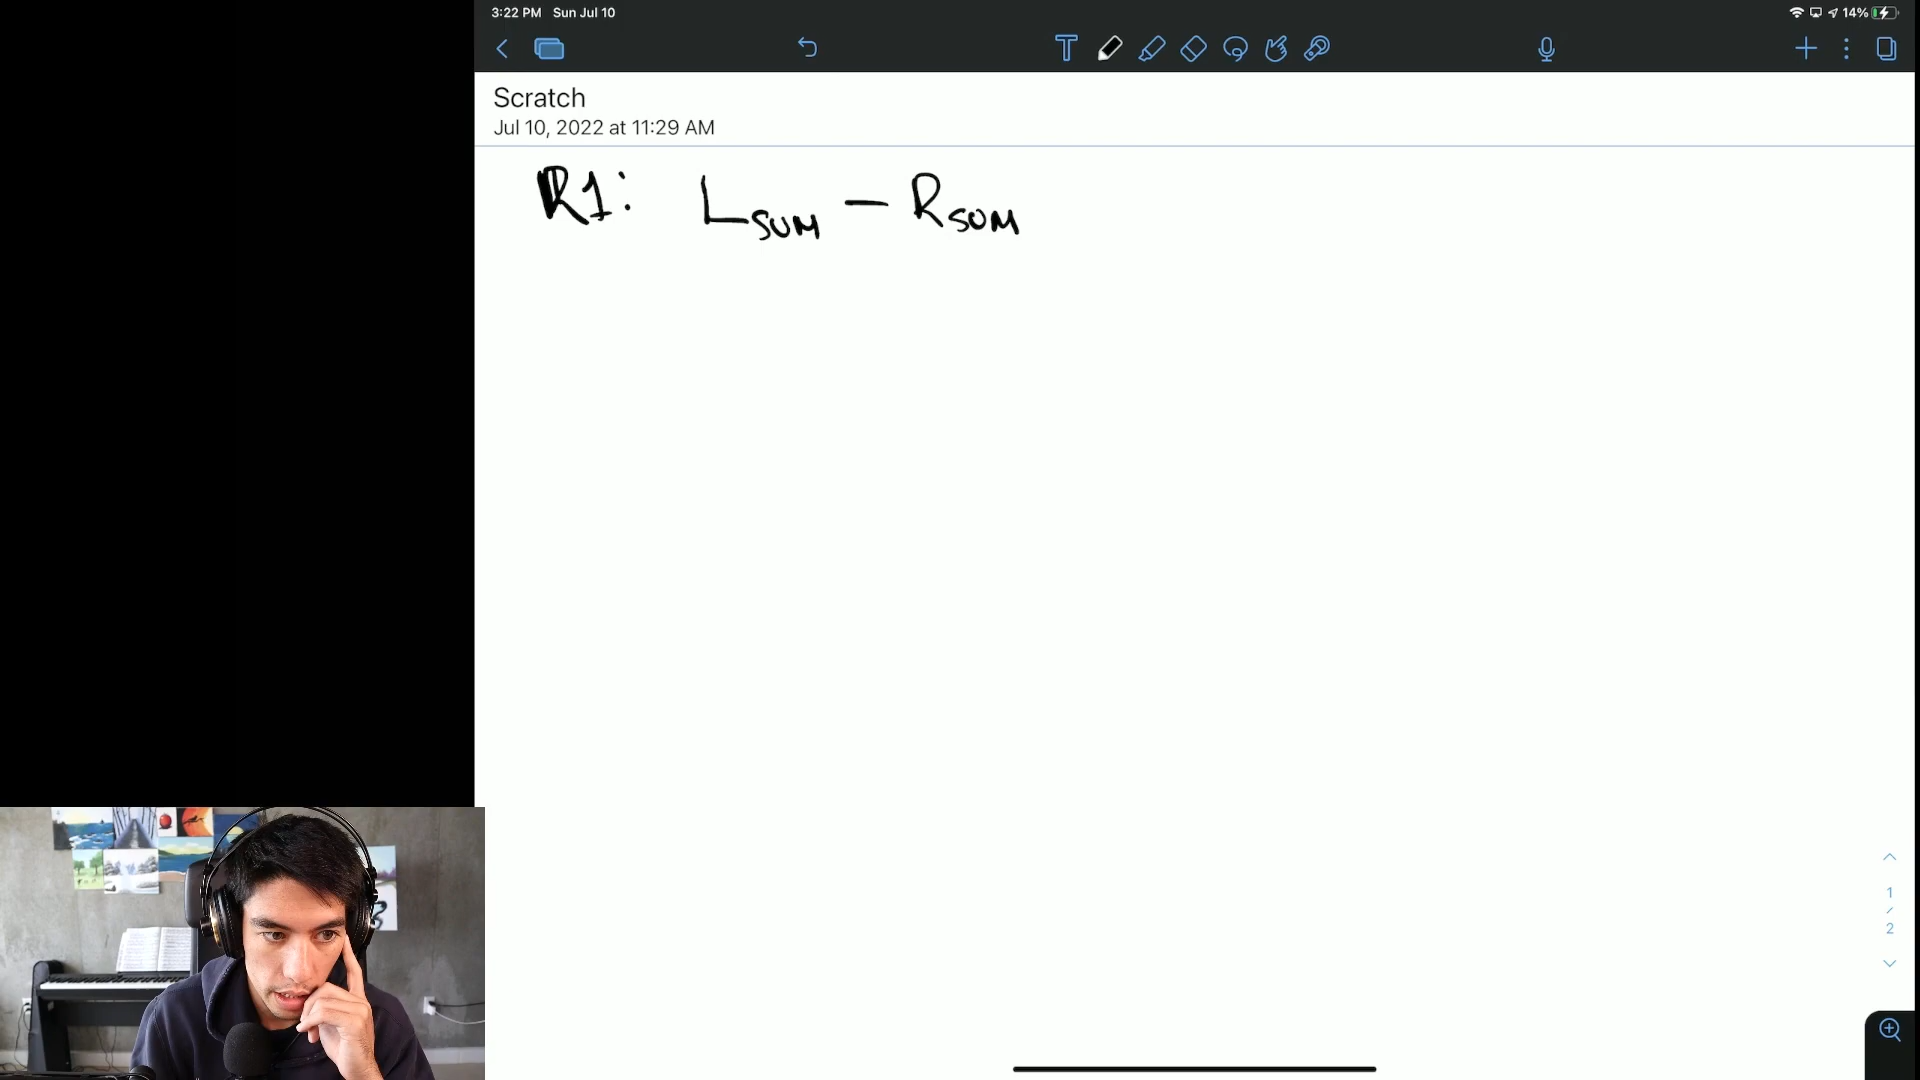 3:22 PM Sun Jul 10
14%
Scratch
Jul 10, 2022 at 11:29 AM
R1: LSUM – RSUM
1
/
2